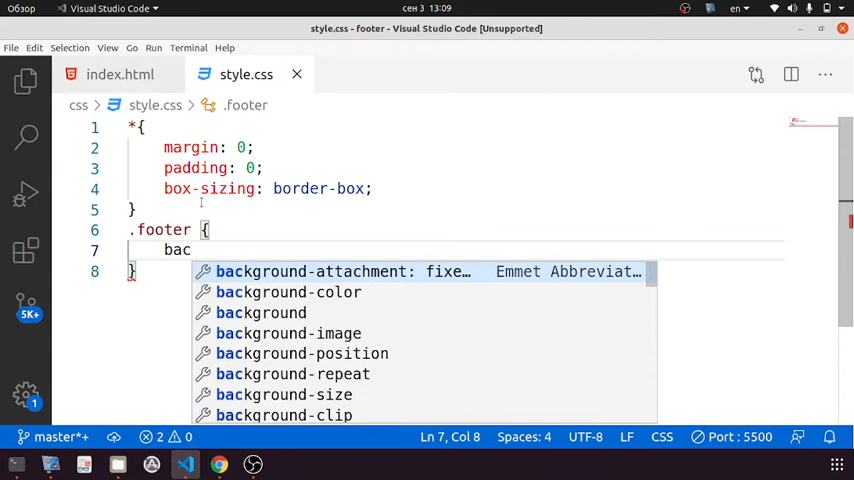 Обзор Visual Studio Code сен 3 13:09 en
style.css - footer - Visual Studio Code [Unsupported]
File Edit Selection View Go Run Terminal Help
index.html style.css
css > style.css > .footer
1 *{
2 margin: 0;
3 padding: 0;
4 box-sizing: border-box;
5 }
6 .footer {
7 bac
8 }
background-attachment: fixe… Emmet Abbreviat…
background-color
background
background-image
background-position
background-repeat
background-size
background-clip
5K+
1
master*+ 2 0 Ln 7, Col 8 Spaces: 4 UTF-8 LF CSS Port : 5500